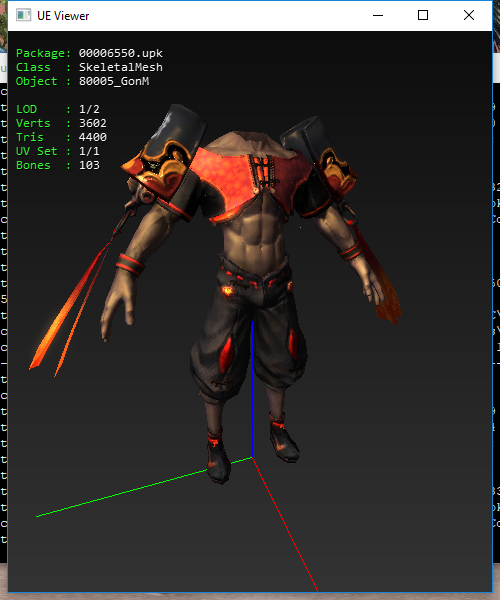 UE Viewer
Package: 00006550.upk
Class  : SkeletalMesh
Object : 80005_GonM
LOD    : 1/2
Verts  : 3602
Tris   : 4400
UV Set : 1/1
Bones  : 103